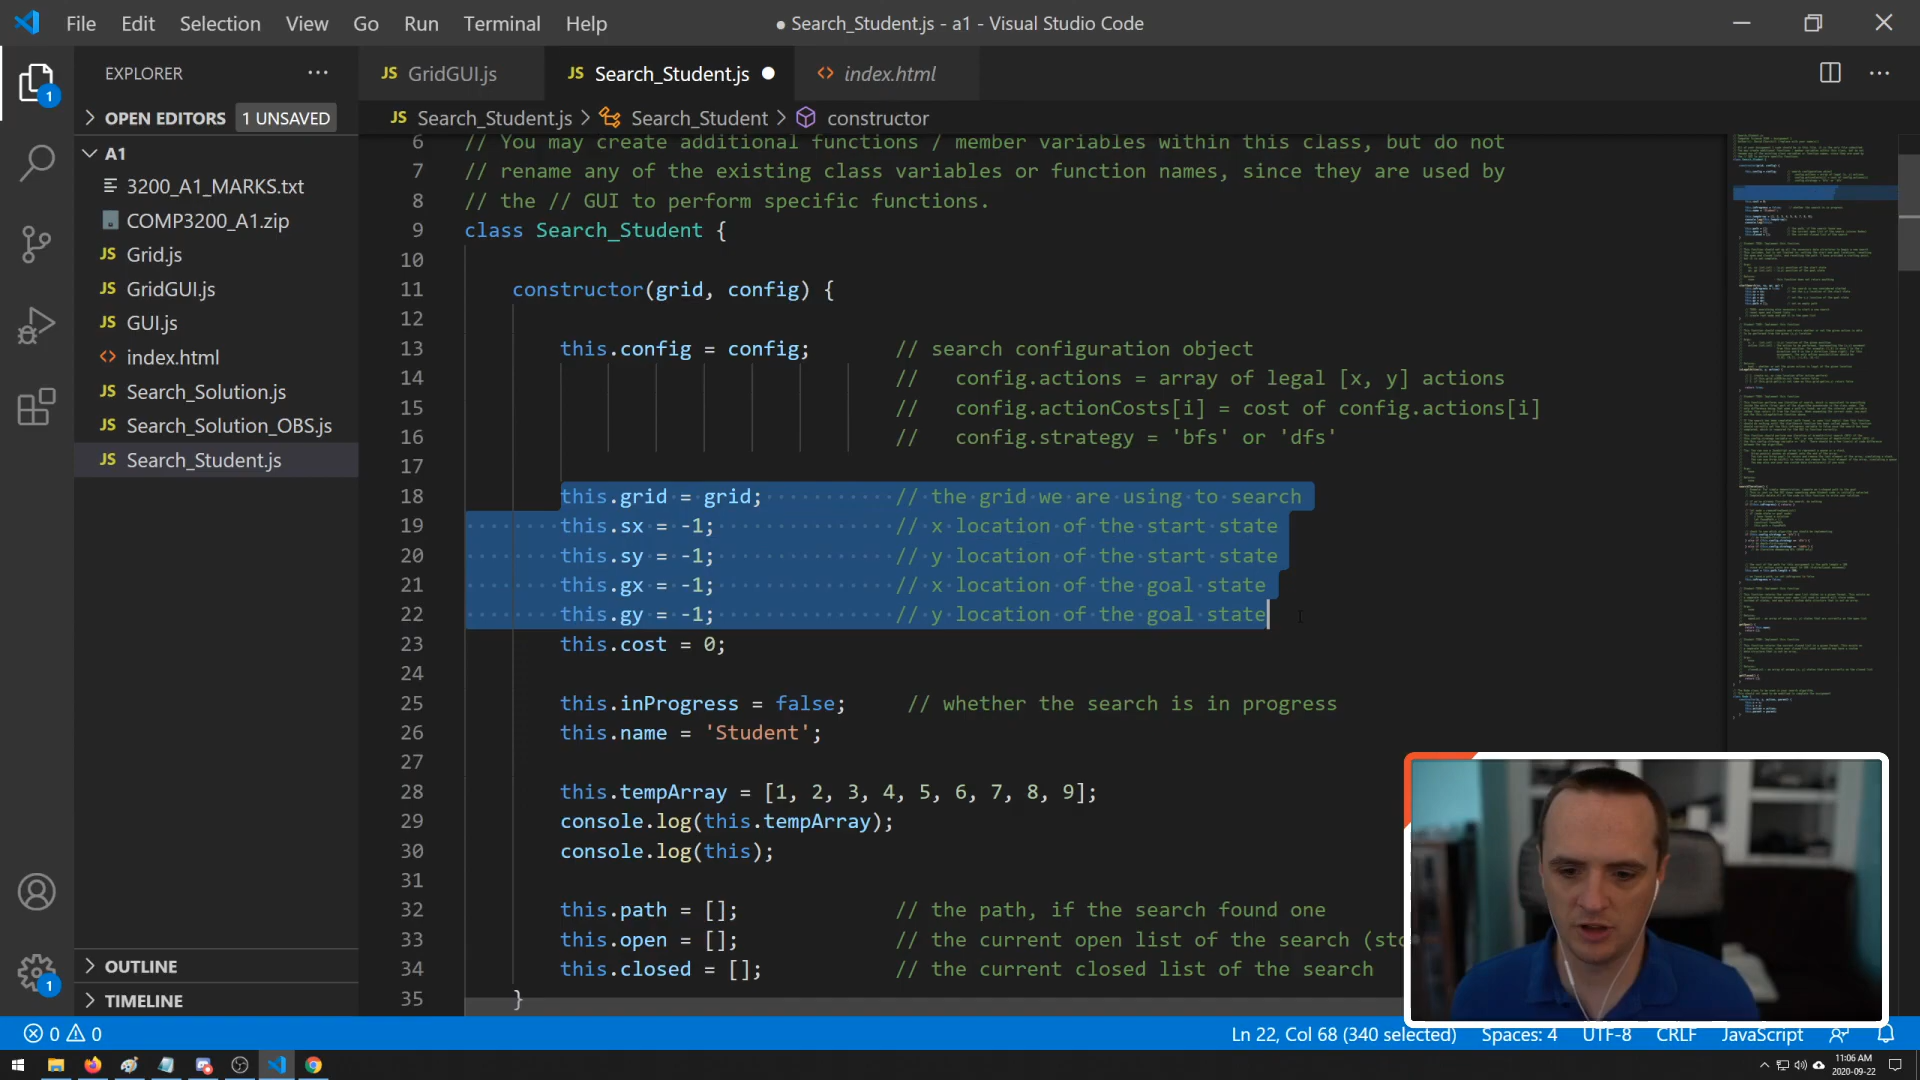 File Edit Selection View Go Run Terminal Help
● Search_Student.js - a1 - Visual Studio Code
EXPLORER
OPEN EDITORS 1 UNSAVED
A1
3200_A1_MARKS.txt
COMP3200_A1.zip
JS Grid.js
JS GridGUI.js
JS GUI.js
<> index.html
JS Search_Solution.js
JS Search_Solution_OBS.js
JS Search_Student.js
OUTLINE
TIMELINE
JS GridGUI.js JS Search_Student.js <> index.html
JS Search_Student.js > Search_Student > constructor
6 // You may create additional functions / member variables within this class, but do not
7 // rename any of the existing class variables or function names, since they are used by
8 // the // GUI to perform specific functions.
9 class Search_Student {
10
11 constructor(grid, config) {
12
13 this.config = config; // search configuration object
14 // config.actions = array of legal [x, y] actions
15 // config.actionCosts[i] = cost of config.actions[i]
16 // config.strategy = 'bfs' or 'dfs'
17
18 this.grid = grid; // the grid we are using to search
19 this.sx = -1; // x location of the start state
20 this.sy = -1; // y location of the start state
21 this.gx = -1; // x location of the goal state
22 this.gy = -1; // y location of the goal state
23 this.cost = 0;
24
25 this.inProgress = false; // whether the search is in progress
26 this.name = 'Student';
27
28 this.tempArray = [1, 2, 3, 4, 5, 6, 7, 8, 9];
29 console.log(this.tempArray);
30 console.log(this);
31
32 this.path = []; // the path, if the search found one
33 this.open = []; // the current open list of the search (sto
34 this.closed = []; // the current closed list of the search
35 }
1
1
0 0
Ln 22, Col 68 (340 selected) Spaces: 4 UTF-8 CRLF JavaScript
11:06 AM
2020-09-22